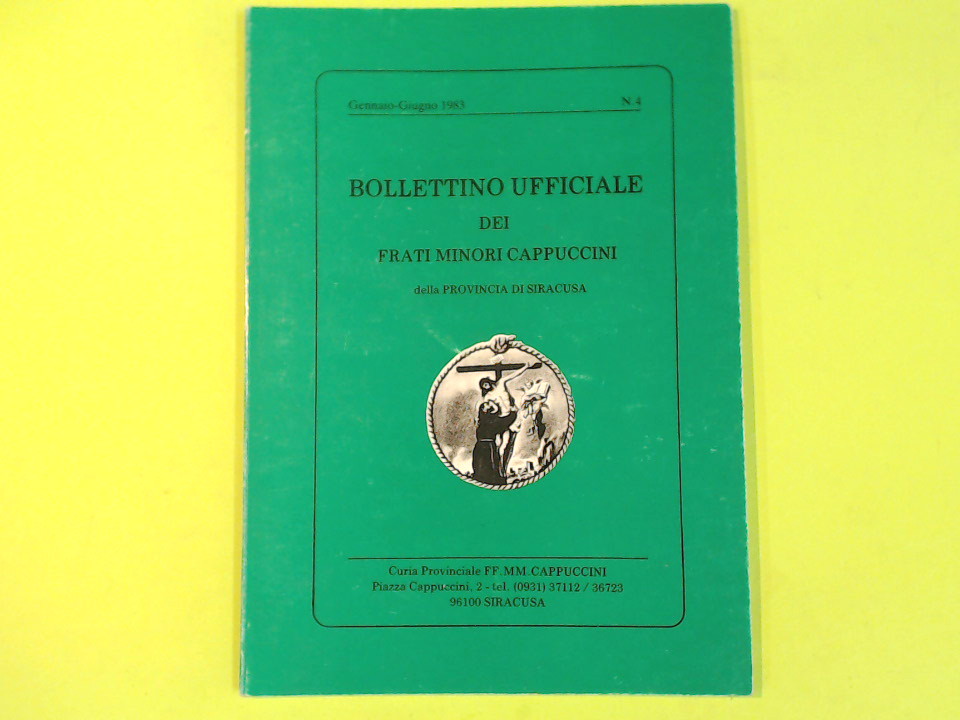 Gennaio-Giugno 1983 N.4
BOLLETTINO UFFICIALE
DEI
FRATI MINORI CAPPUCCINI
della PROVINCIA DI SIRACUSA
Curia Provinciale FF.MM.CAPPUCCINI
Piazza Cappuccini, 2 - tel. (0931) 37112 / 36723
96100 SIRACUSA